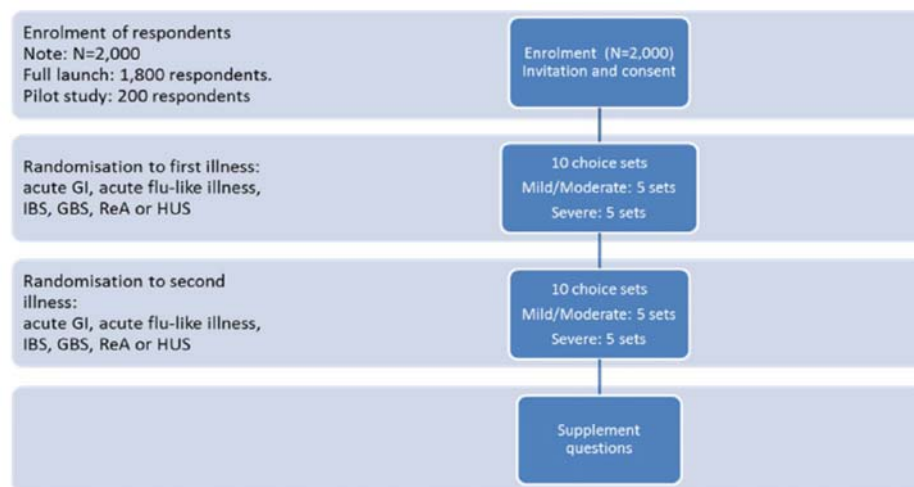 Enrolment of respondents
Note: N=2,000
Full launch: 1,800 respondents.
Pilot study: 200 respondents
Enrolment (N=2,000)
Invitation and consent
Randomisation to first illness:
acute GI, acute flu-like illness,
IBS, GBS, ReA or HUS
10 choice sets
Mild/Moderate: 5 sets
Severe: 5 sets
Randomisation to second
illness:
acute GI, acute flu-like illness,
IBS, GBS, ReA or HUS
10 choice sets
Mild/Moderate: 5 sets
Severe: 5 sets
Supplement
questions